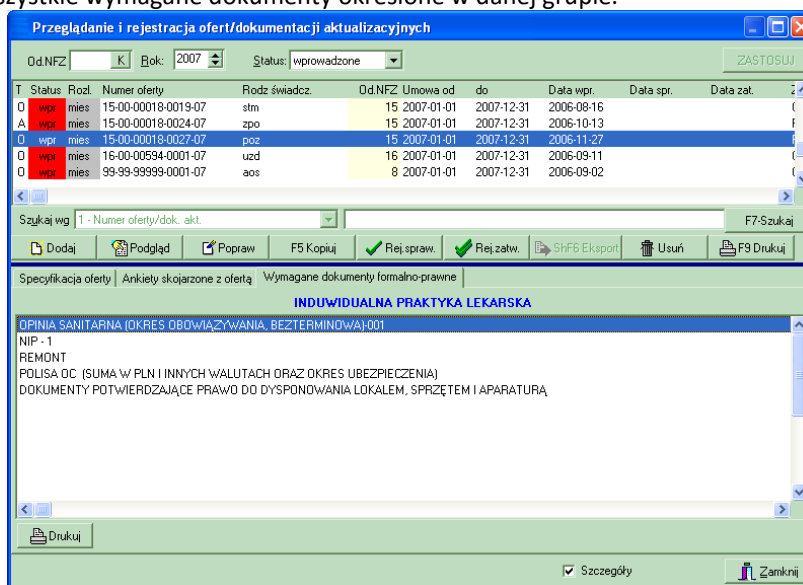 szystkie wymagane dokumenty określone w danej grupie.
Przeglądanie i rejestracja ofert/dokumentacji aktualizacyjnych
Od.NFZ K Rok: 2007 Status: wprowadzone ZASTOSUJ
T Status Rozl. Numer oferty Rodz świadcz. Od.NFZ Umowa od do Data wpr. Data spr. Data zat.
O wpr mies 15-00-00018-0019-07 stm 15 2007-01-01 2007-12-31 2006-08-16
A wpr mies 15-00-00018-0024-07 zpo 15 2007-01-01 2007-12-31 2006-10-13
O wpr mies 15-00-00018-0027-07 poz 15 2007-01-01 2007-12-31 2006-11-27
O wpr mies 16-00-00594-0001-07 uzd 16 2007-01-01 2007-12-31 2006-09-11
O wpr mies 99-99-99999-0001-07 aos 8 2007-01-01 2007-12-31 2006-09-02
Szukaj wg 1 - Numer oferty/dok. akt. F7-Szukaj
Dodaj Podgląd Popraw F5 Kopiuj Rej.spraw. Rej.zatw. ShF6 Eksport Usuń F9 Drukuj
Specyfikacja oferty Ankiety skojarzone z ofertą Wymagane dokumenty formalno-prawne
INDUWIDUALNA PRAKTYKA LEKARSKA
OPINIA SANITARNA (OKRES OBOWIĄZYWANIA, BEZTERMINOWA)-001
NIP - 1
REMONT
POLISA OC (SUMA W PLN I INNYCH WALUTACH ORAZ OKRES UBEZPIECZENIA)
DOKUMENTY POTWIERDZAJĄCE PRAWO DO DYSPONOWANIA LOKALEM, SPRZĘTEM I APARATURĄ
Drukuj
Szczegóły Zamknij